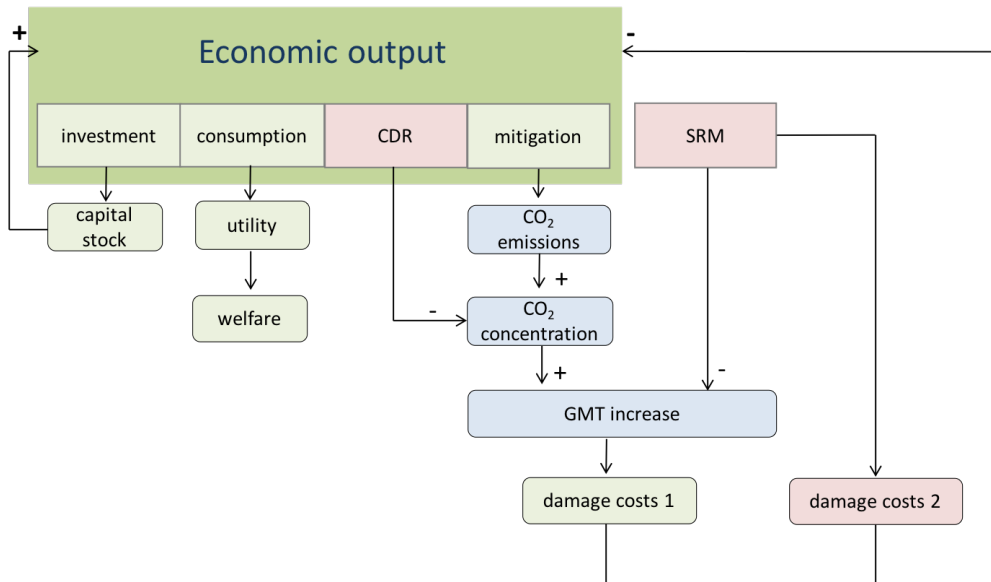 +
-
Economic output
investment
consumption
CDR
mitigation
SRM
capital
stock
utility
CO₂
emissions
+
welfare
-
CO₂
concentration
+
-
GMT increase
damage costs 1
damage costs 2